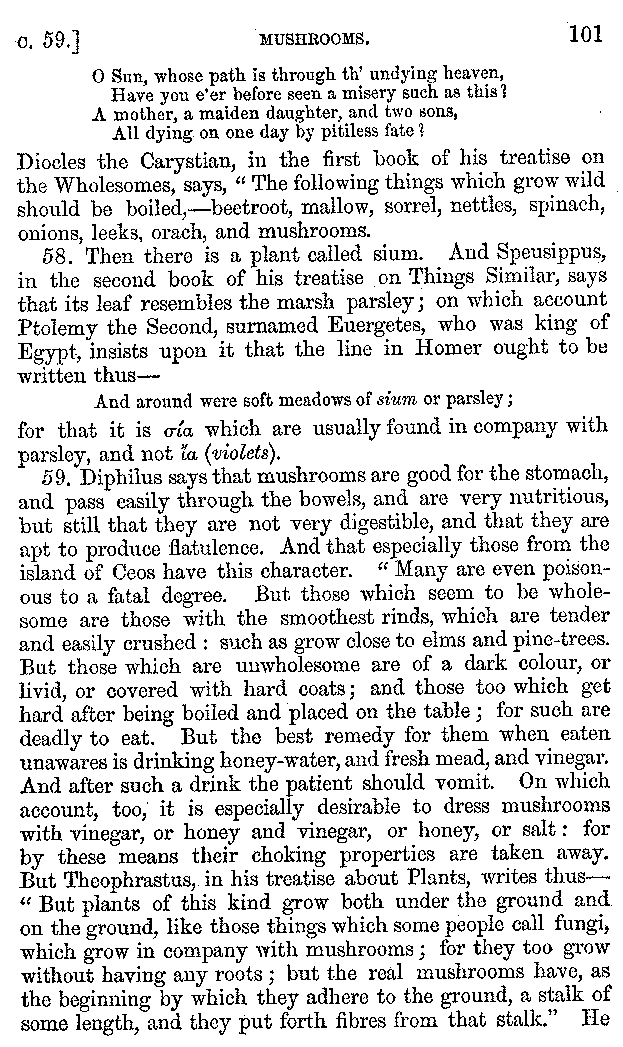 c. 59.] MUSHROOMS. 101
O Sun, whose path is through th' undying heaven,
Have you e'er before seen a misery such as this?
A mother, a maiden daughter, and two sons,
All dying on one day by pitiless fate?
Diocles the Carystian, in the first book of his treatise on
the Wholesomes, says, “ The following things which grow wild
should be boiled,—beetroot, mallow, sorrel, nettles, spinach,
onions, leeks, orach, and mushrooms.
58. Then there is a plant called sium. And Speusippus,
in the second book of his treatise on Things Similar, says
that its leaf resembles the marsh parsley; on which account
Ptolemy the Second, surnamed Euergetes, who was king of
Egypt, insists upon it that the line in Homer ought to be
written thus—
And around were soft meadows of sium or parsley;
for that it is σία which are usually found in company with
parsley, and not ἴα (violets).
59. Diphilus says that mushrooms are good for the stomach,
and pass easily through the bowels, and are very nutritious,
but still that they are not very digestible, and that they are
apt to produce flatulence. And that especially those from the
island of Ceos have this character. “ Many are even poison-
ous to a fatal degree. But those which seem to be whole-
some are those with the smoothest rinds, which are tender
and easily crushed : such as grow close to elms and pine-trees.
But those which are unwholesome are of a dark colour, or
livid, or covered with hard coats; and those too which get
hard after being boiled and placed on the table; for such are
deadly to eat. But the best remedy for them when eaten
unawares is drinking honey-water, and fresh mead, and vinegar.
And after such a drink the patient should vomit. On which
account, too, it is especially desirable to dress mushrooms
with vinegar, or honey and vinegar, or honey, or salt: for
by these means their choking properties are taken away.
But Theophrastus, in his treatise about Plants, writes thus—
“ But plants of this kind grow both under the ground and
on the ground, like those things which some people call fungi,
which grow in company with mushrooms; for they too grow
without having any roots; but the real mushrooms have, as
the beginning by which they adhere to the ground, a stalk of
some length, and they put forth fibres from that stalk.” He